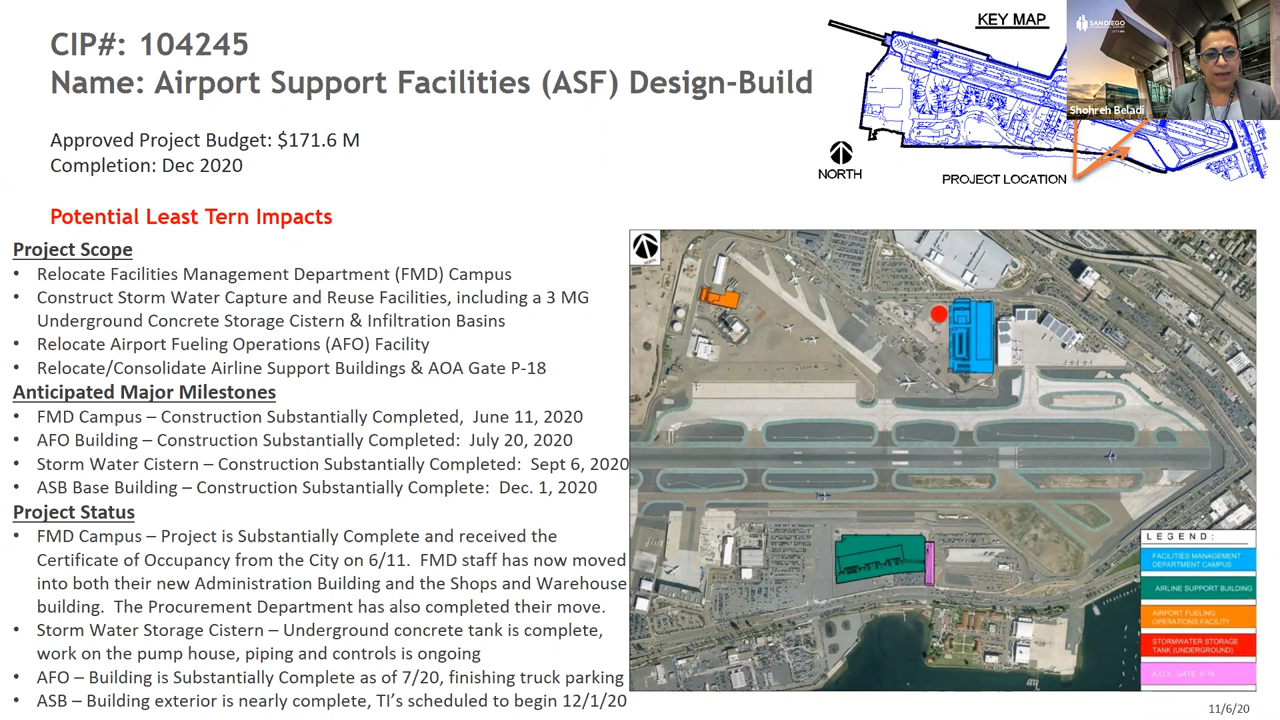 CIP#: 104245
Name: Airport Support Facilities (ASF) Design-Build
Approved Project Budget: $171.6 M
Completion: Dec 2020
Potential Least Tern Impacts
Project Scope
• Relocate Facilities Management Department (FMD) Campus
• Construct Storm Water Capture and Reuse Facilities, including a 3 MG
Underground Concrete Storage Cistern & Infiltration Basins
• Relocate Airport Fueling Operations (AFO) Facility
• Relocate/Consolidate Airline Support Buildings & AOA Gate P-18
Anticipated Major Milestones
• FMD Campus – Construction Substantially Completed, June 11, 2020
• AFO Building – Construction Substantially Completed: July 20, 2020
• Storm Water Cistern – Construction Substantially Completed: Sept 6, 2020
• ASB Base Building – Construction Substantially Complete: Dec. 1, 2020
Project Status
• FMD Campus – Project is Substantially Complete and received the
Certificate of Occupancy from the City on 6/11. FMD staff has now moved
into both their new Administration Building and the Shops and Warehouse
building. The Procurement Department has also completed their move.
• Storm Water Storage Cistern – Underground concrete tank is complete,
work on the pump house, piping and controls is ongoing
• AFO – Building is Substantially Complete as of 7/20, finishing truck parking
• ASB – Building exterior is nearly complete, TI's scheduled to begin 12/1/20
KEY MAP
NORTH
PROJECT LOCATION
SAN DIEGO
Shohreh Beladi
LEGEND:
FACILITIES MANAGEMENT
DEPARTMENT CAMPUS
AIRLINE SUPPORT BUILDING
AIRPORT FUELING
OPERATIONS FACILITY
STORMWATER STORAGE
TANK (UNDERGROUND)
A.O.A. GATE P-18
11/6/20